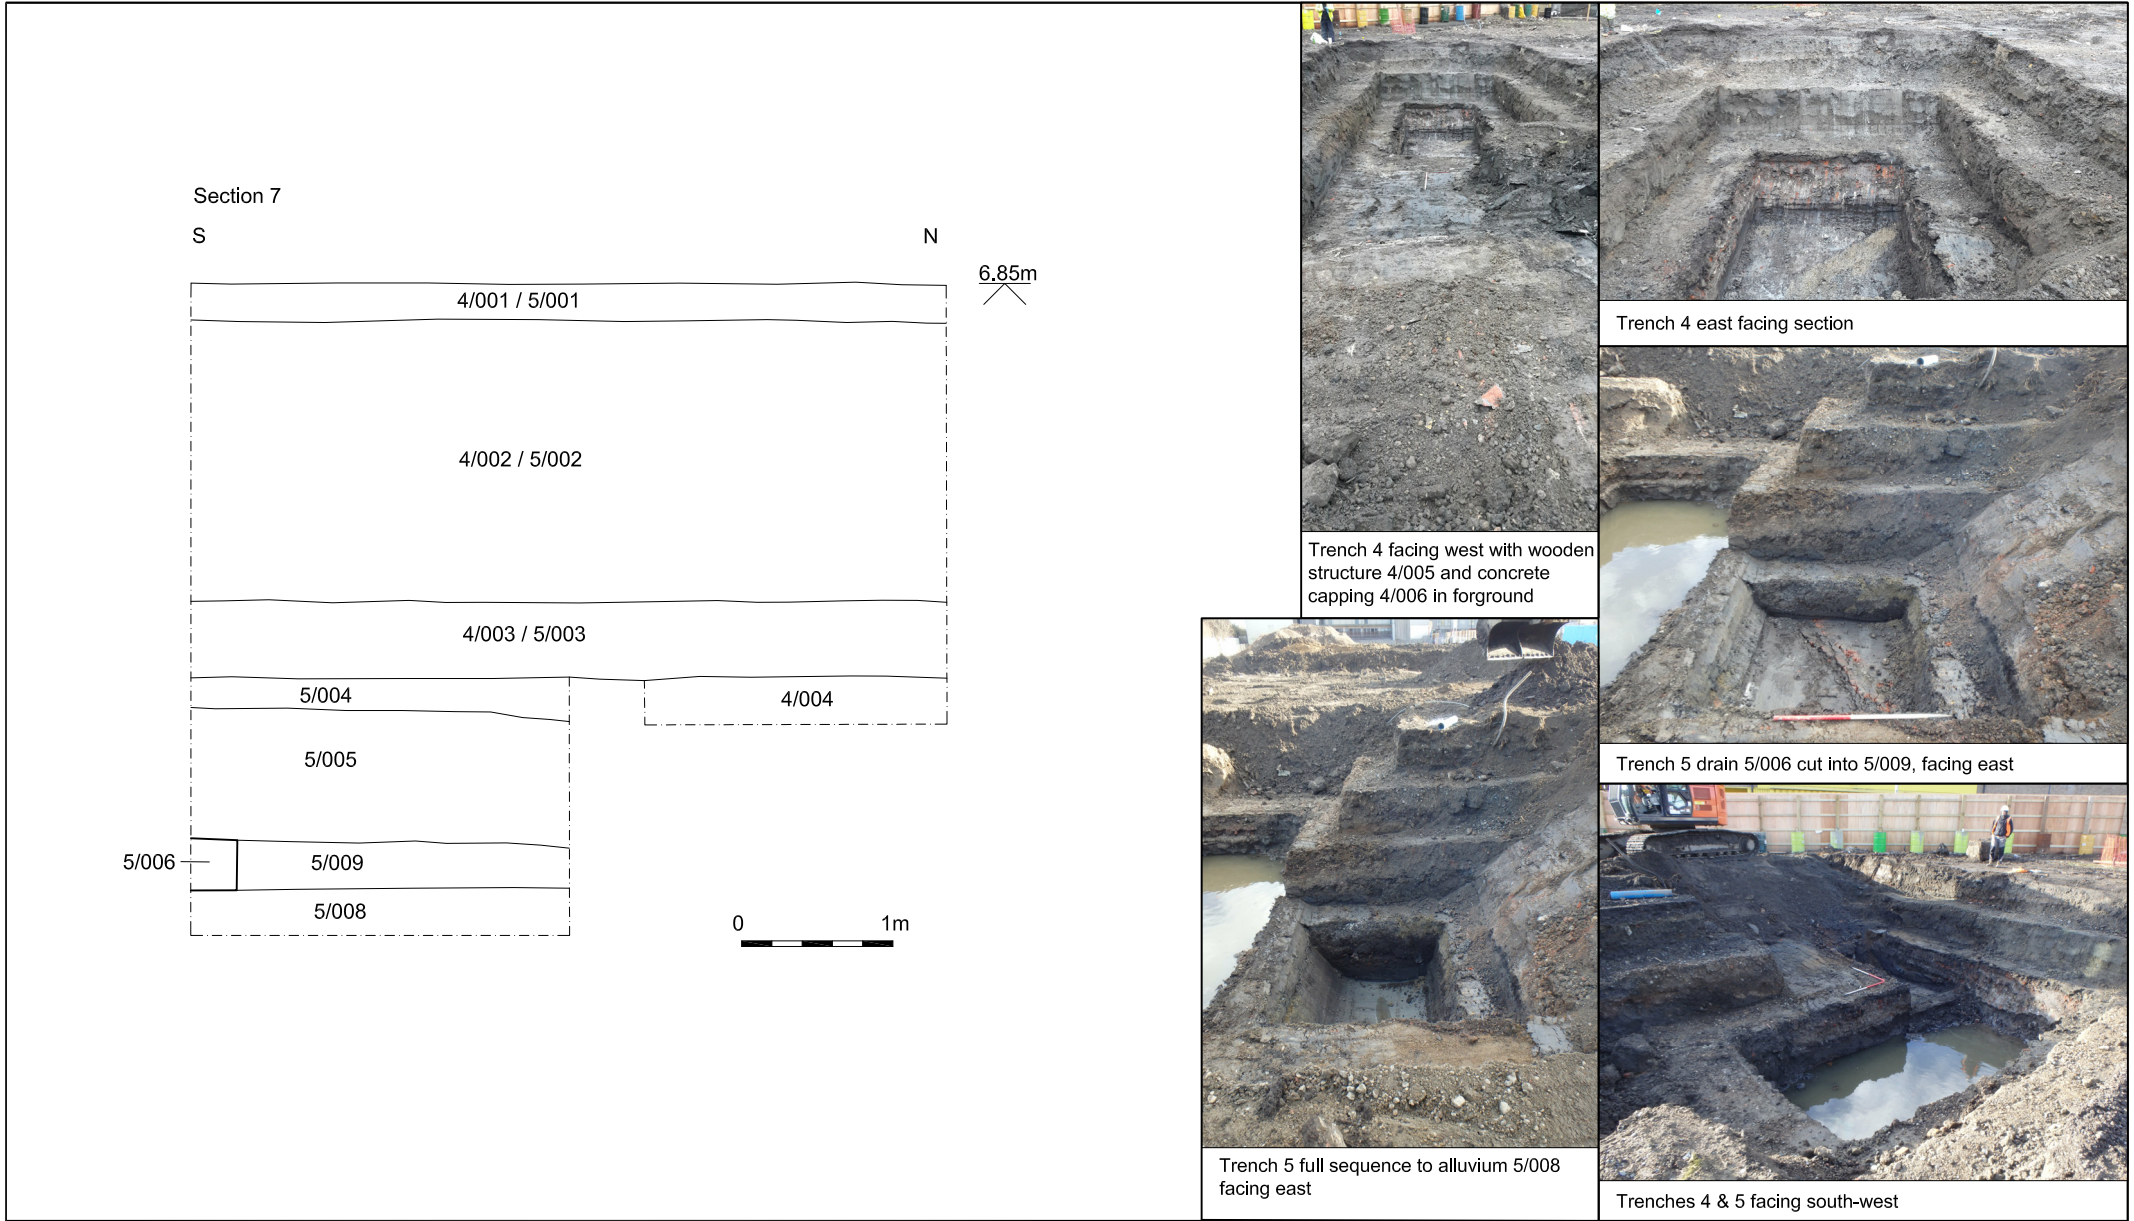 Section 7
S
N
6.85m
4/001 / 5/001
4/002 / 5/002
4/003 / 5/003
5/004
4/004
5/005
5/006
5/009
5/008
0
1m
Trench 4 facing west with wooden
structure 4/005 and concrete
capping 4/006 in forground
Trench 4 east facing section
Trench 5 drain 5/006 cut into 5/009, facing east
Trench 5 full sequence to alluvium 5/008
facing east
Trenches 4 & 5 facing south-west